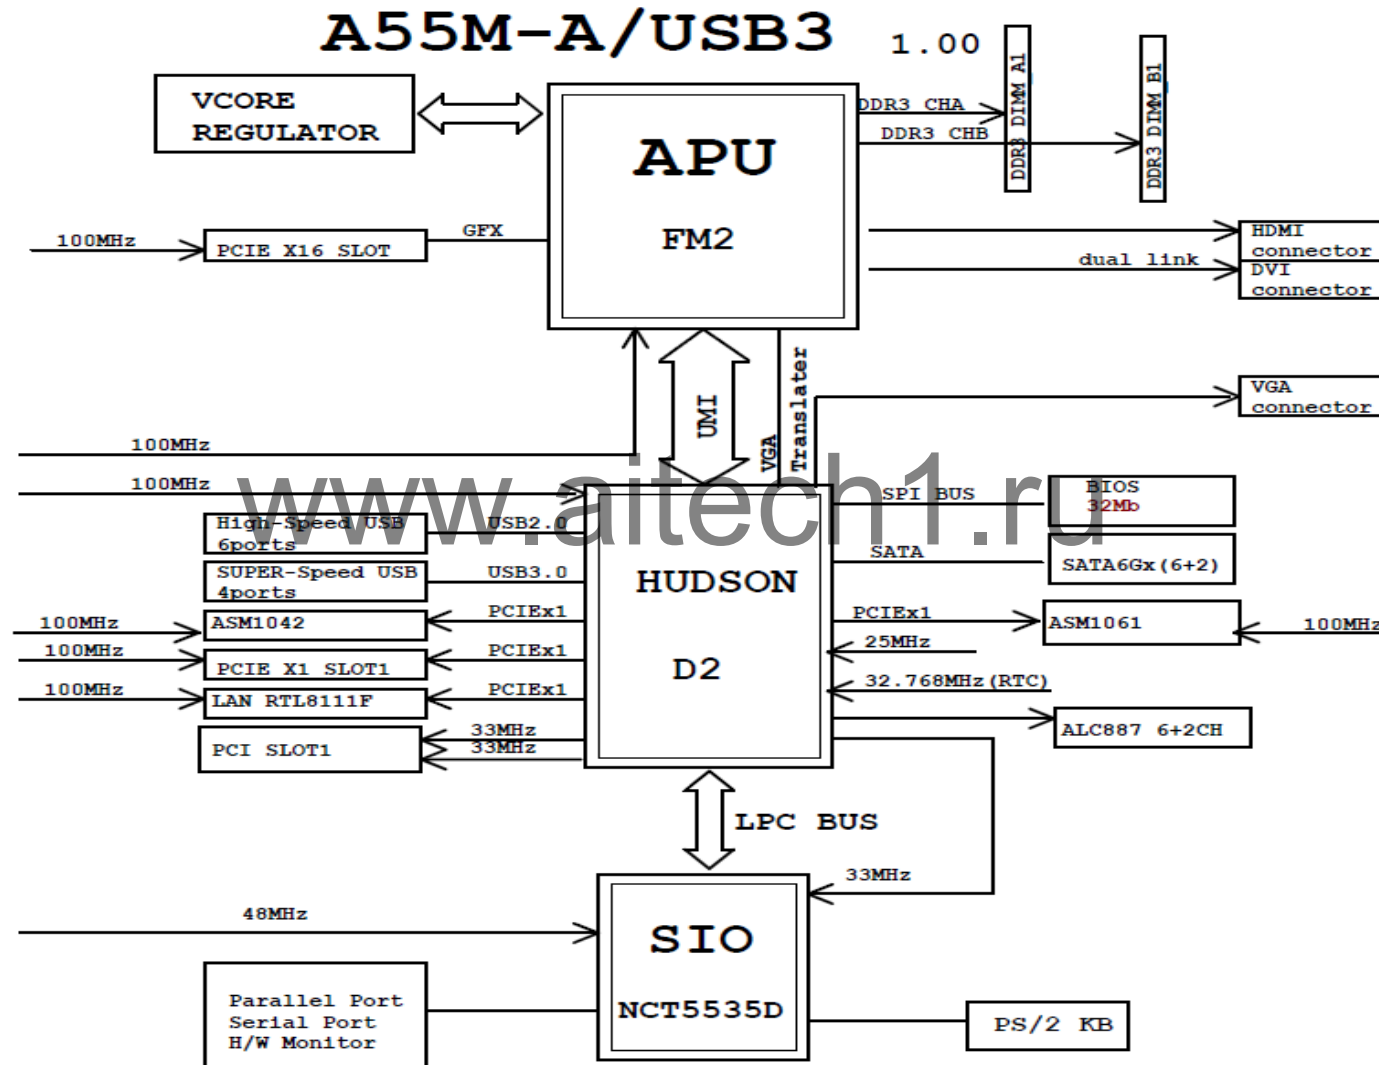 A55M-A/USB3 1.00
VCORE
REGULATOR
APU
FM2
DDR3 CHA
DDR3 CHB
DDR3 DIMM A1
DDR3 DIMM B1
100MHz
PCIE X16 SLOT
GFX
HDMI
connector
dual link
DVI
connector
UMI
VGA
Translater
VGA
connector
100MHz
100MHz
www.aitech1.ru
High-Speed USB
6ports
USB2.0
SUPER-Speed USB
4ports
USB3.0
HUDSON
D2
SPI BUS
BIOS
32Mb
SATA
SATA6Gx(6+2)
100MHz
ASM1042
PCIEx1
PCIEx1
ASM1061
100MHz
100MHz
PCIE X1 SLOT1
PCIEx1
25MHz
100MHz
LAN RTL8111F
PCIEx1
32.768MHz(RTC)
PCI SLOT1
33MHz
33MHz
ALC887 6+2CH
LPC BUS
33MHz
48MHz
SIO
NCT5535D
Parallel Port
Serial Port
H/W Monitor
PS/2 KB